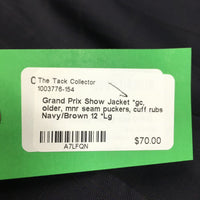 C The Tack Collector
1003776-154
Grand Prix Show Jacket *gc,
older, mnr seam puckers, cuff rubs
Navy/Brown 12 *Lg
A7LFQN
$70.00